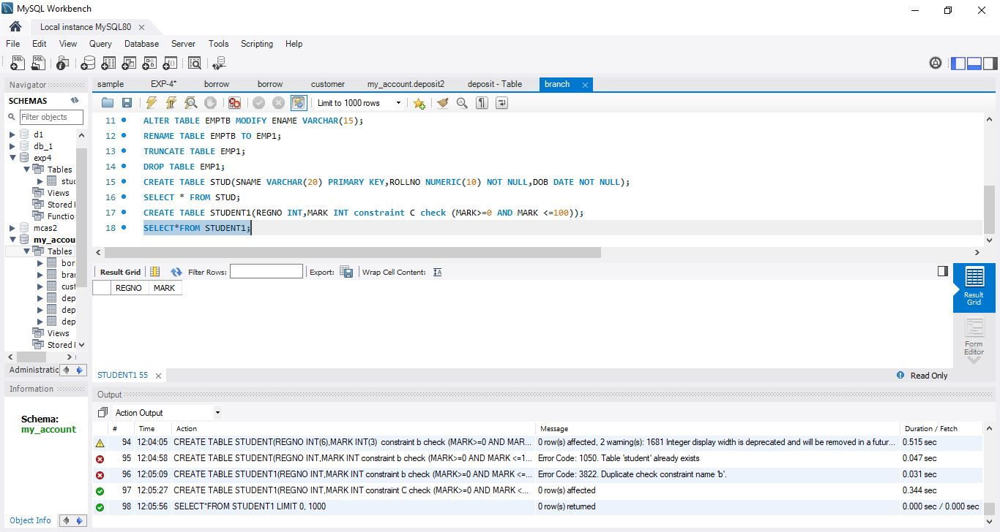 MySQL Workbench
Local instance MySQL80
File Edit View Query Database Server Tools Scripting Help
Navigator
SCHEMAS
Filter objects
d1
db_1
exp4
Tables
stud
Views
Stored
Functio
mcas2
my_accou
Tables
bor
bra
cust
dep
dep
dep
Views
Stored
Administratic
Information
Schema:
my_account
Object Info
sample EXP-4* borrow borrow customer my_account.deposit2 deposit - Table branch
Limit to 1000 rows
11 ALTER TABLE EMPTB MODIFY ENAME VARCHAR(15);
12 RENAME TABLE EMPTB TO EMP1;
13 TRUNCATE TABLE EMP1;
14 DROP TABLE EMP1;
15 CREATE TABLE STUD(SNAME VARCHAR(20) PRIMARY KEY,ROLLNO NUMERIC(10) NOT NULL,DOB DATE NOT NULL);
16 SELECT * FROM STUD;
17 CREATE TABLE STUDENT1(REGNO INT,MARK INT constraint C check (MARK>=0 AND MARK <=100));
18 SELECT*FROM STUDENT1;
Result Grid Filter Rows: Export: Wrap Cell Content:
REGNO MARK
Result
Grid
Form
Editor
STUDENT1 55
Read Only
Output
Action Output
# Time Action Message Duration / Fetch
94 12:04:05 CREATE TABLE STUDENT(REGNO INT(6),MARK INT(3) constraint b check (MARK>=0 AND MAR... 0 row(s) affected, 2 warning(s): 1681 Integer display width is deprecated and will be removed in a futur... 0.515 sec
95 12:04:58 CREATE TABLE STUDENT(REGNO INT,MARK INT constraint b check (MARK>=0 AND MARK <=1... Error Code: 1050. Table 'student' already exists 0.047 sec
96 12:05:09 CREATE TABLE STUDENT1(REGNO INT,MARK INT constraint b check (MARK>=0 AND MARK <=... Error Code: 3822. Duplicate check constraint name 'b'. 0.031 sec
97 12:05:27 CREATE TABLE STUDENT1(REGNO INT,MARK INT constraint C check (MARK>=0 AND MARK <... 0 row(s) affected 0.344 sec
98 12:05:56 SELECT*FROM STUDENT1 LIMIT 0, 1000 0 row(s) returned 0.000 sec / 0.000 sec